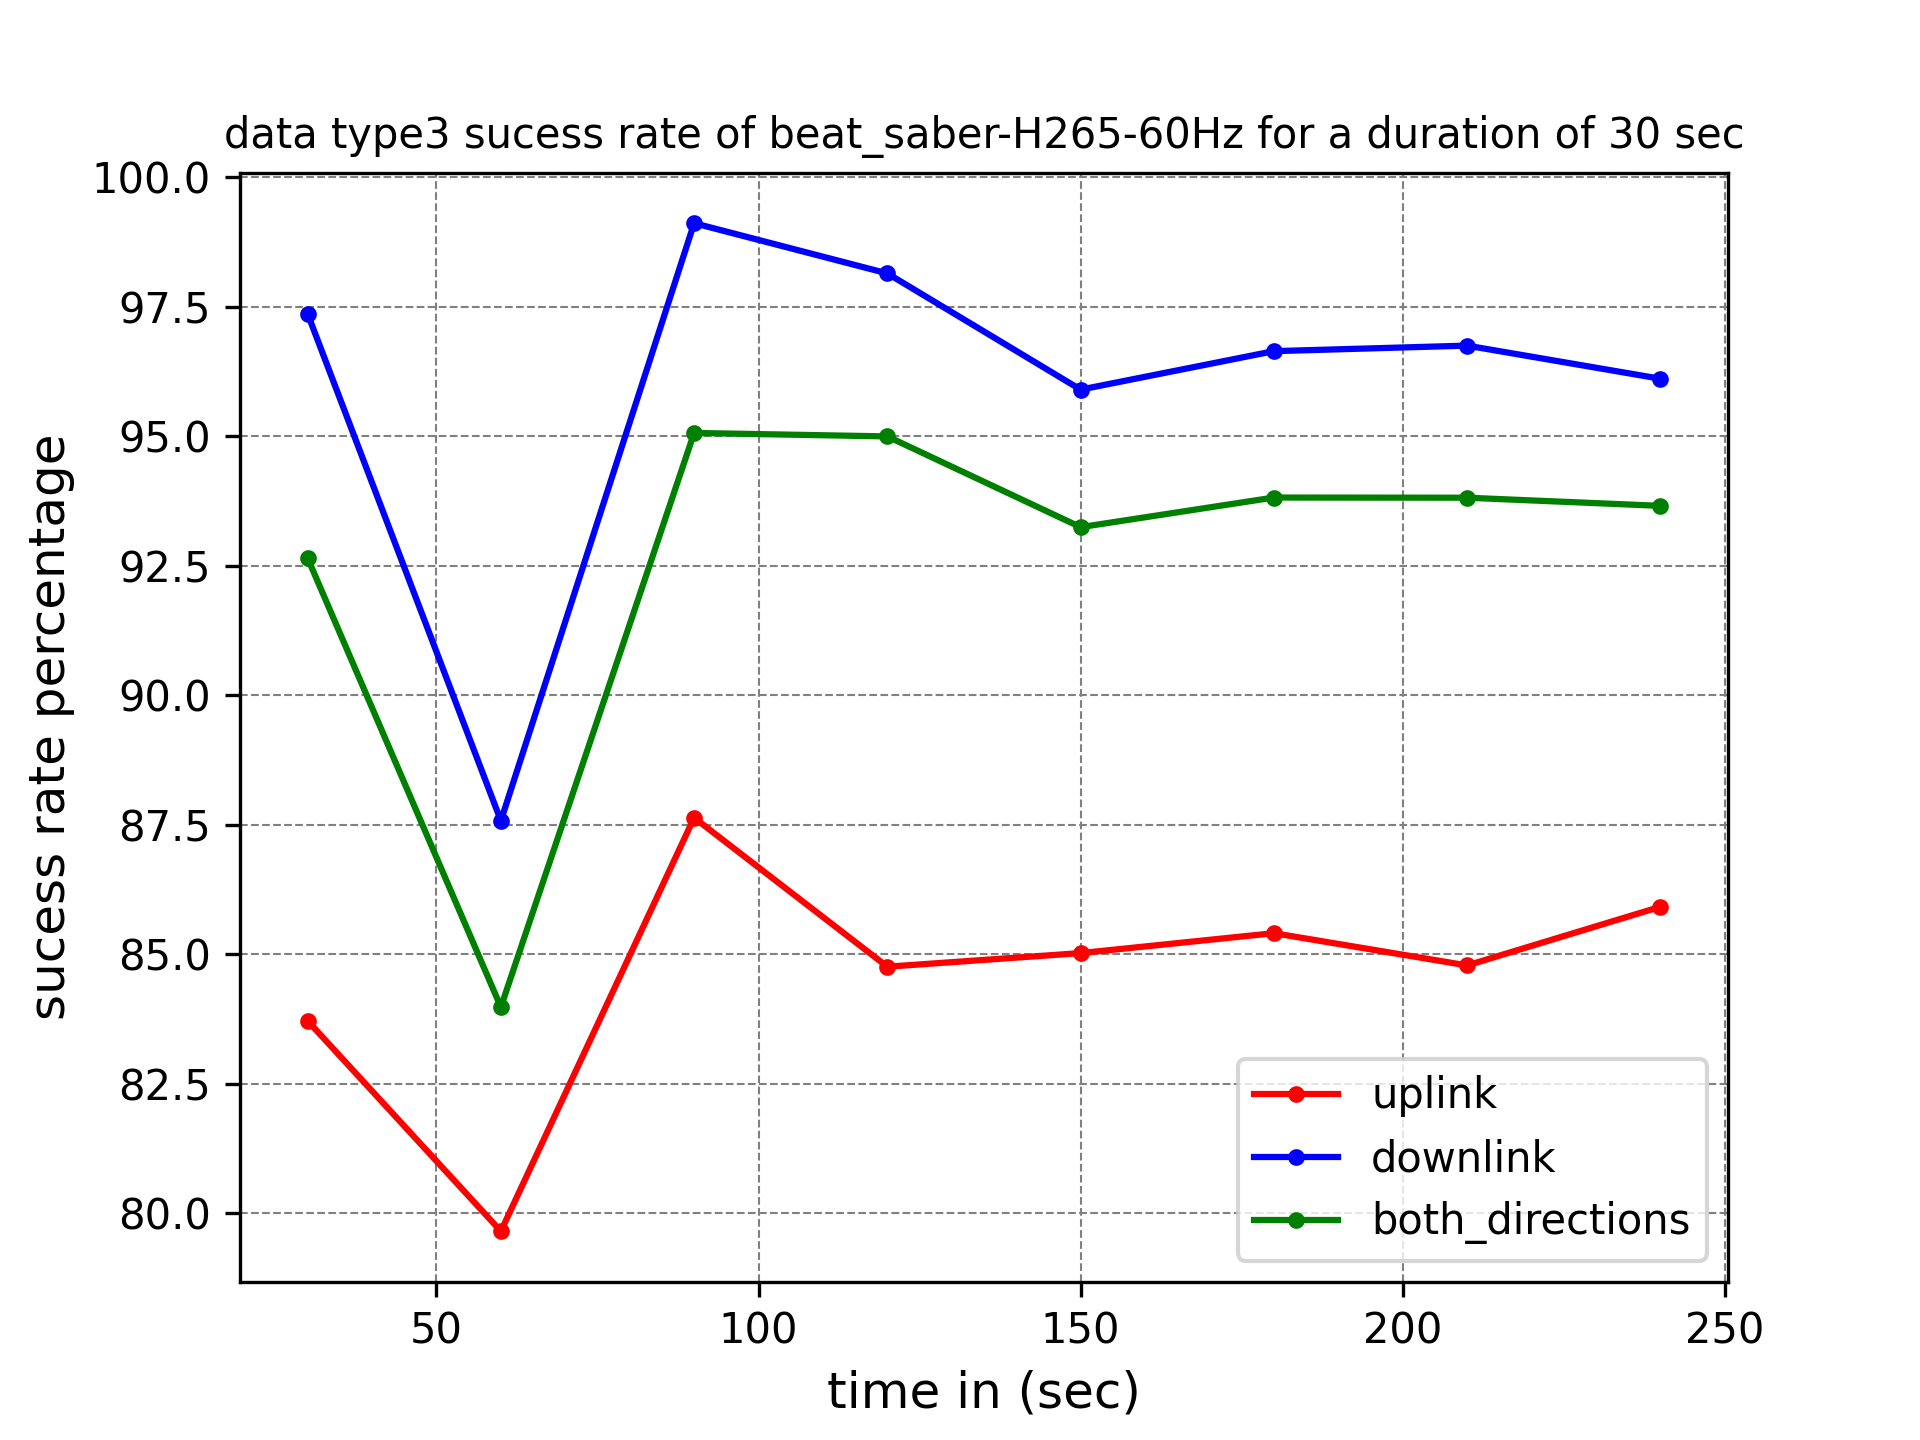 data type3 sucess rate of beat_saber-H265-60Hz for a duration of 30 sec
100.0
97.5
95.0
92.5
90.0
87.5
85.0
82.5
80.0
sucess rate percentage
uplink
downlink
both_directions
50 100 150 200 250
time in (sec)